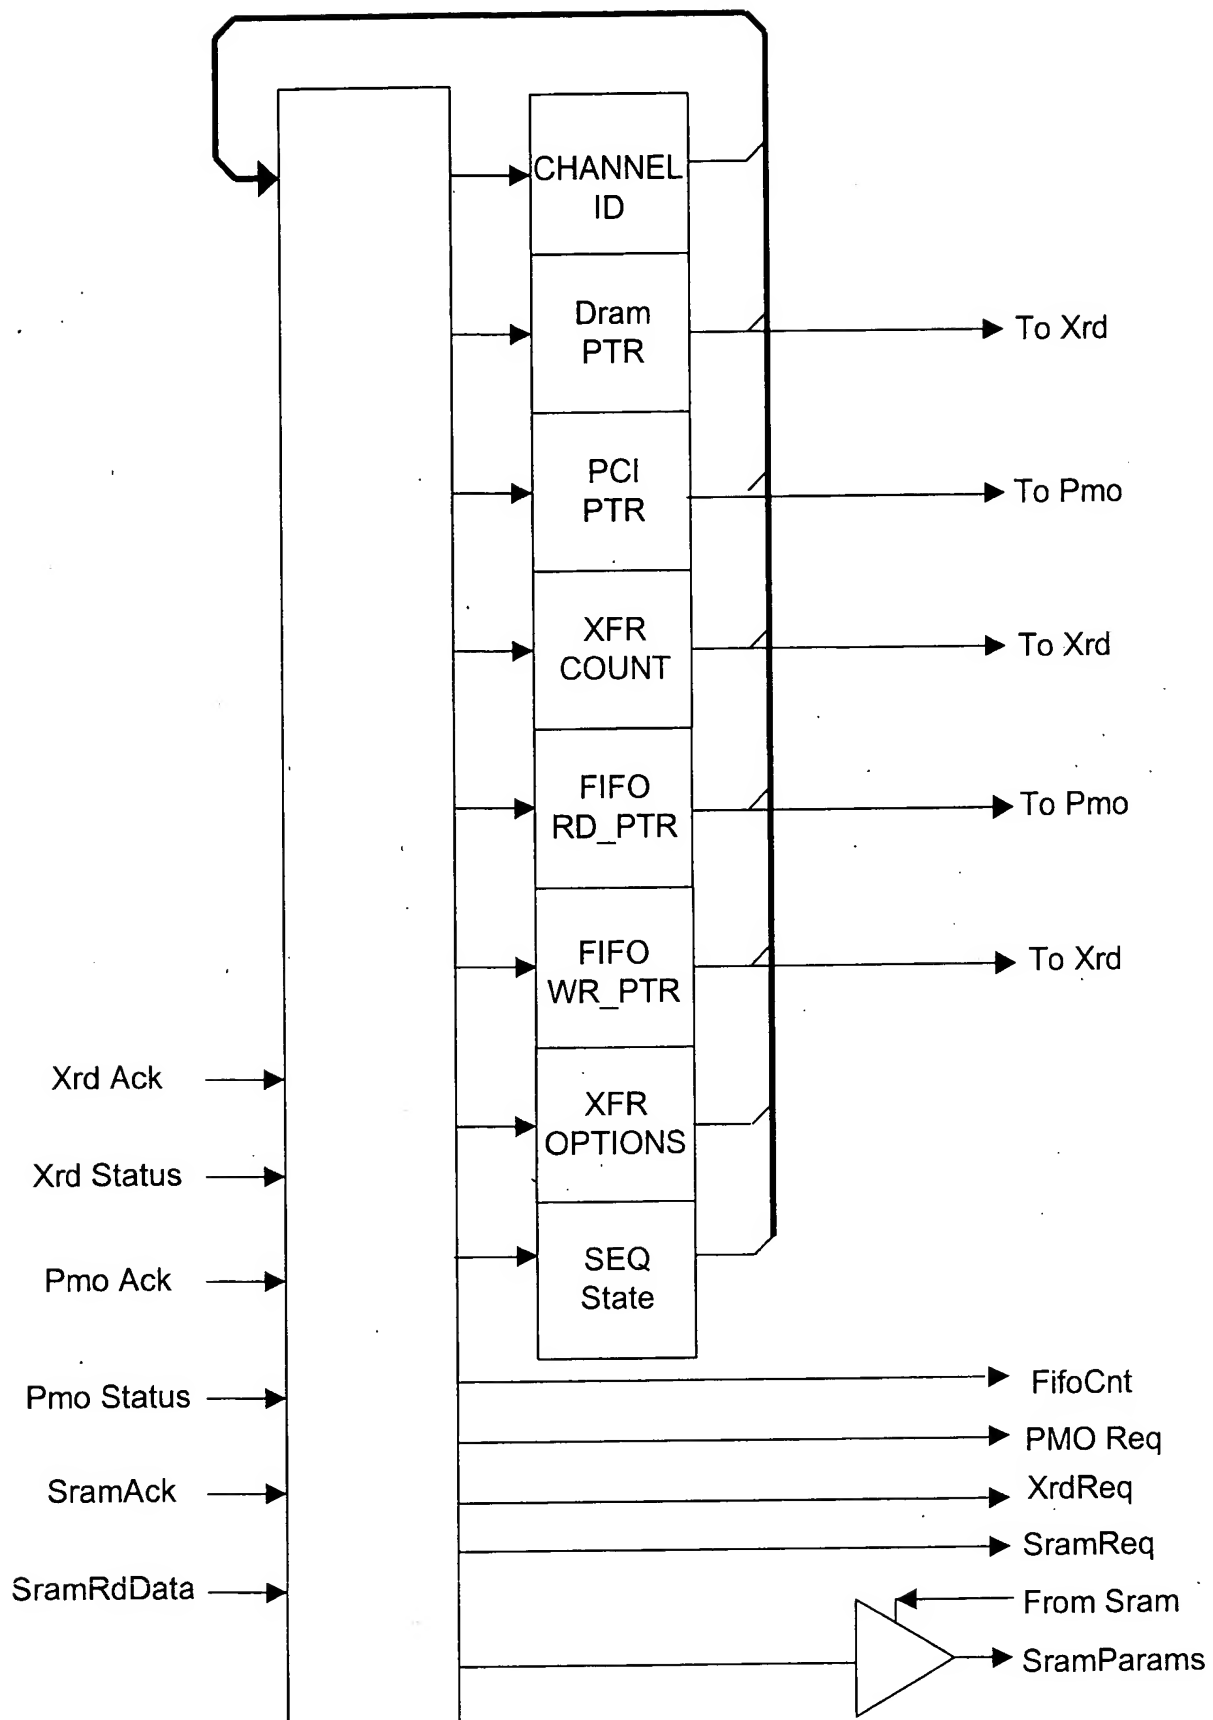 CHANNEL
ID
Dram
PTR
To Xrd
PCI
PTR
To Pmo
XFR
COUNT
To Xrd
FIFO
RD_PTR
To Pmo
FIFO
WR_PTR
To Xrd
Xrd Ack
XFR
OPTIONS
Xrd Status
SEQ
State
Pmo Ack
Pmo Status
FifoCnt
PMO Req
SramAck
XrdReq
SramReq
SramRdData
From Sram
SramParams